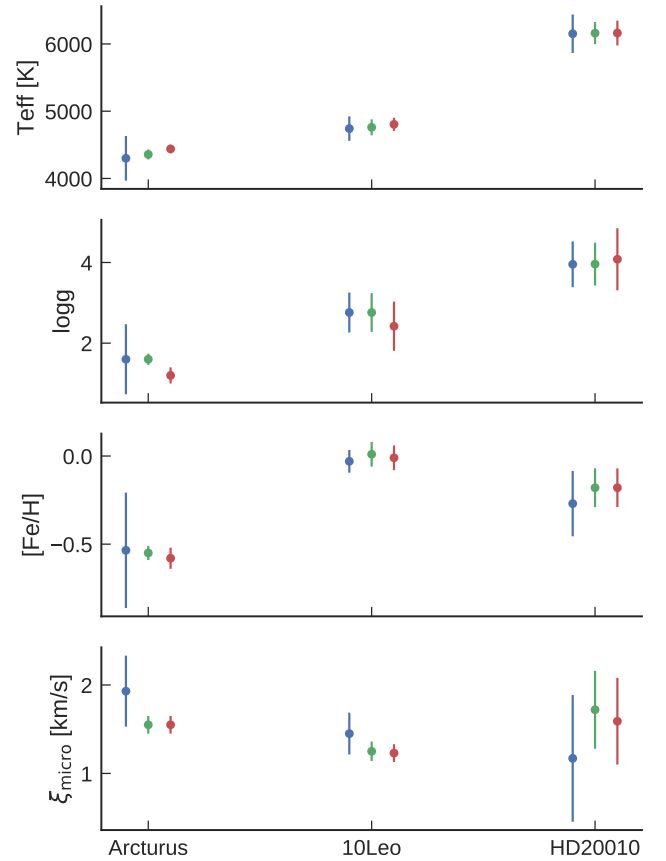 Teff [K]
6000
5000
4000
logg
4
2
[Fe/H]
0.0
−0.5
ξmicro [km/s]
2
1
Arcturus 10Leo HD20010